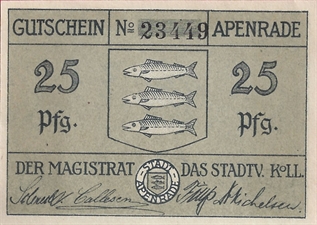 GUTSCHEIN No 23449 APENRADE
25 25
Pfg. Pfg.
DER MAGISTRAT DAS STADTV. KOLL.
STADT APENRADE